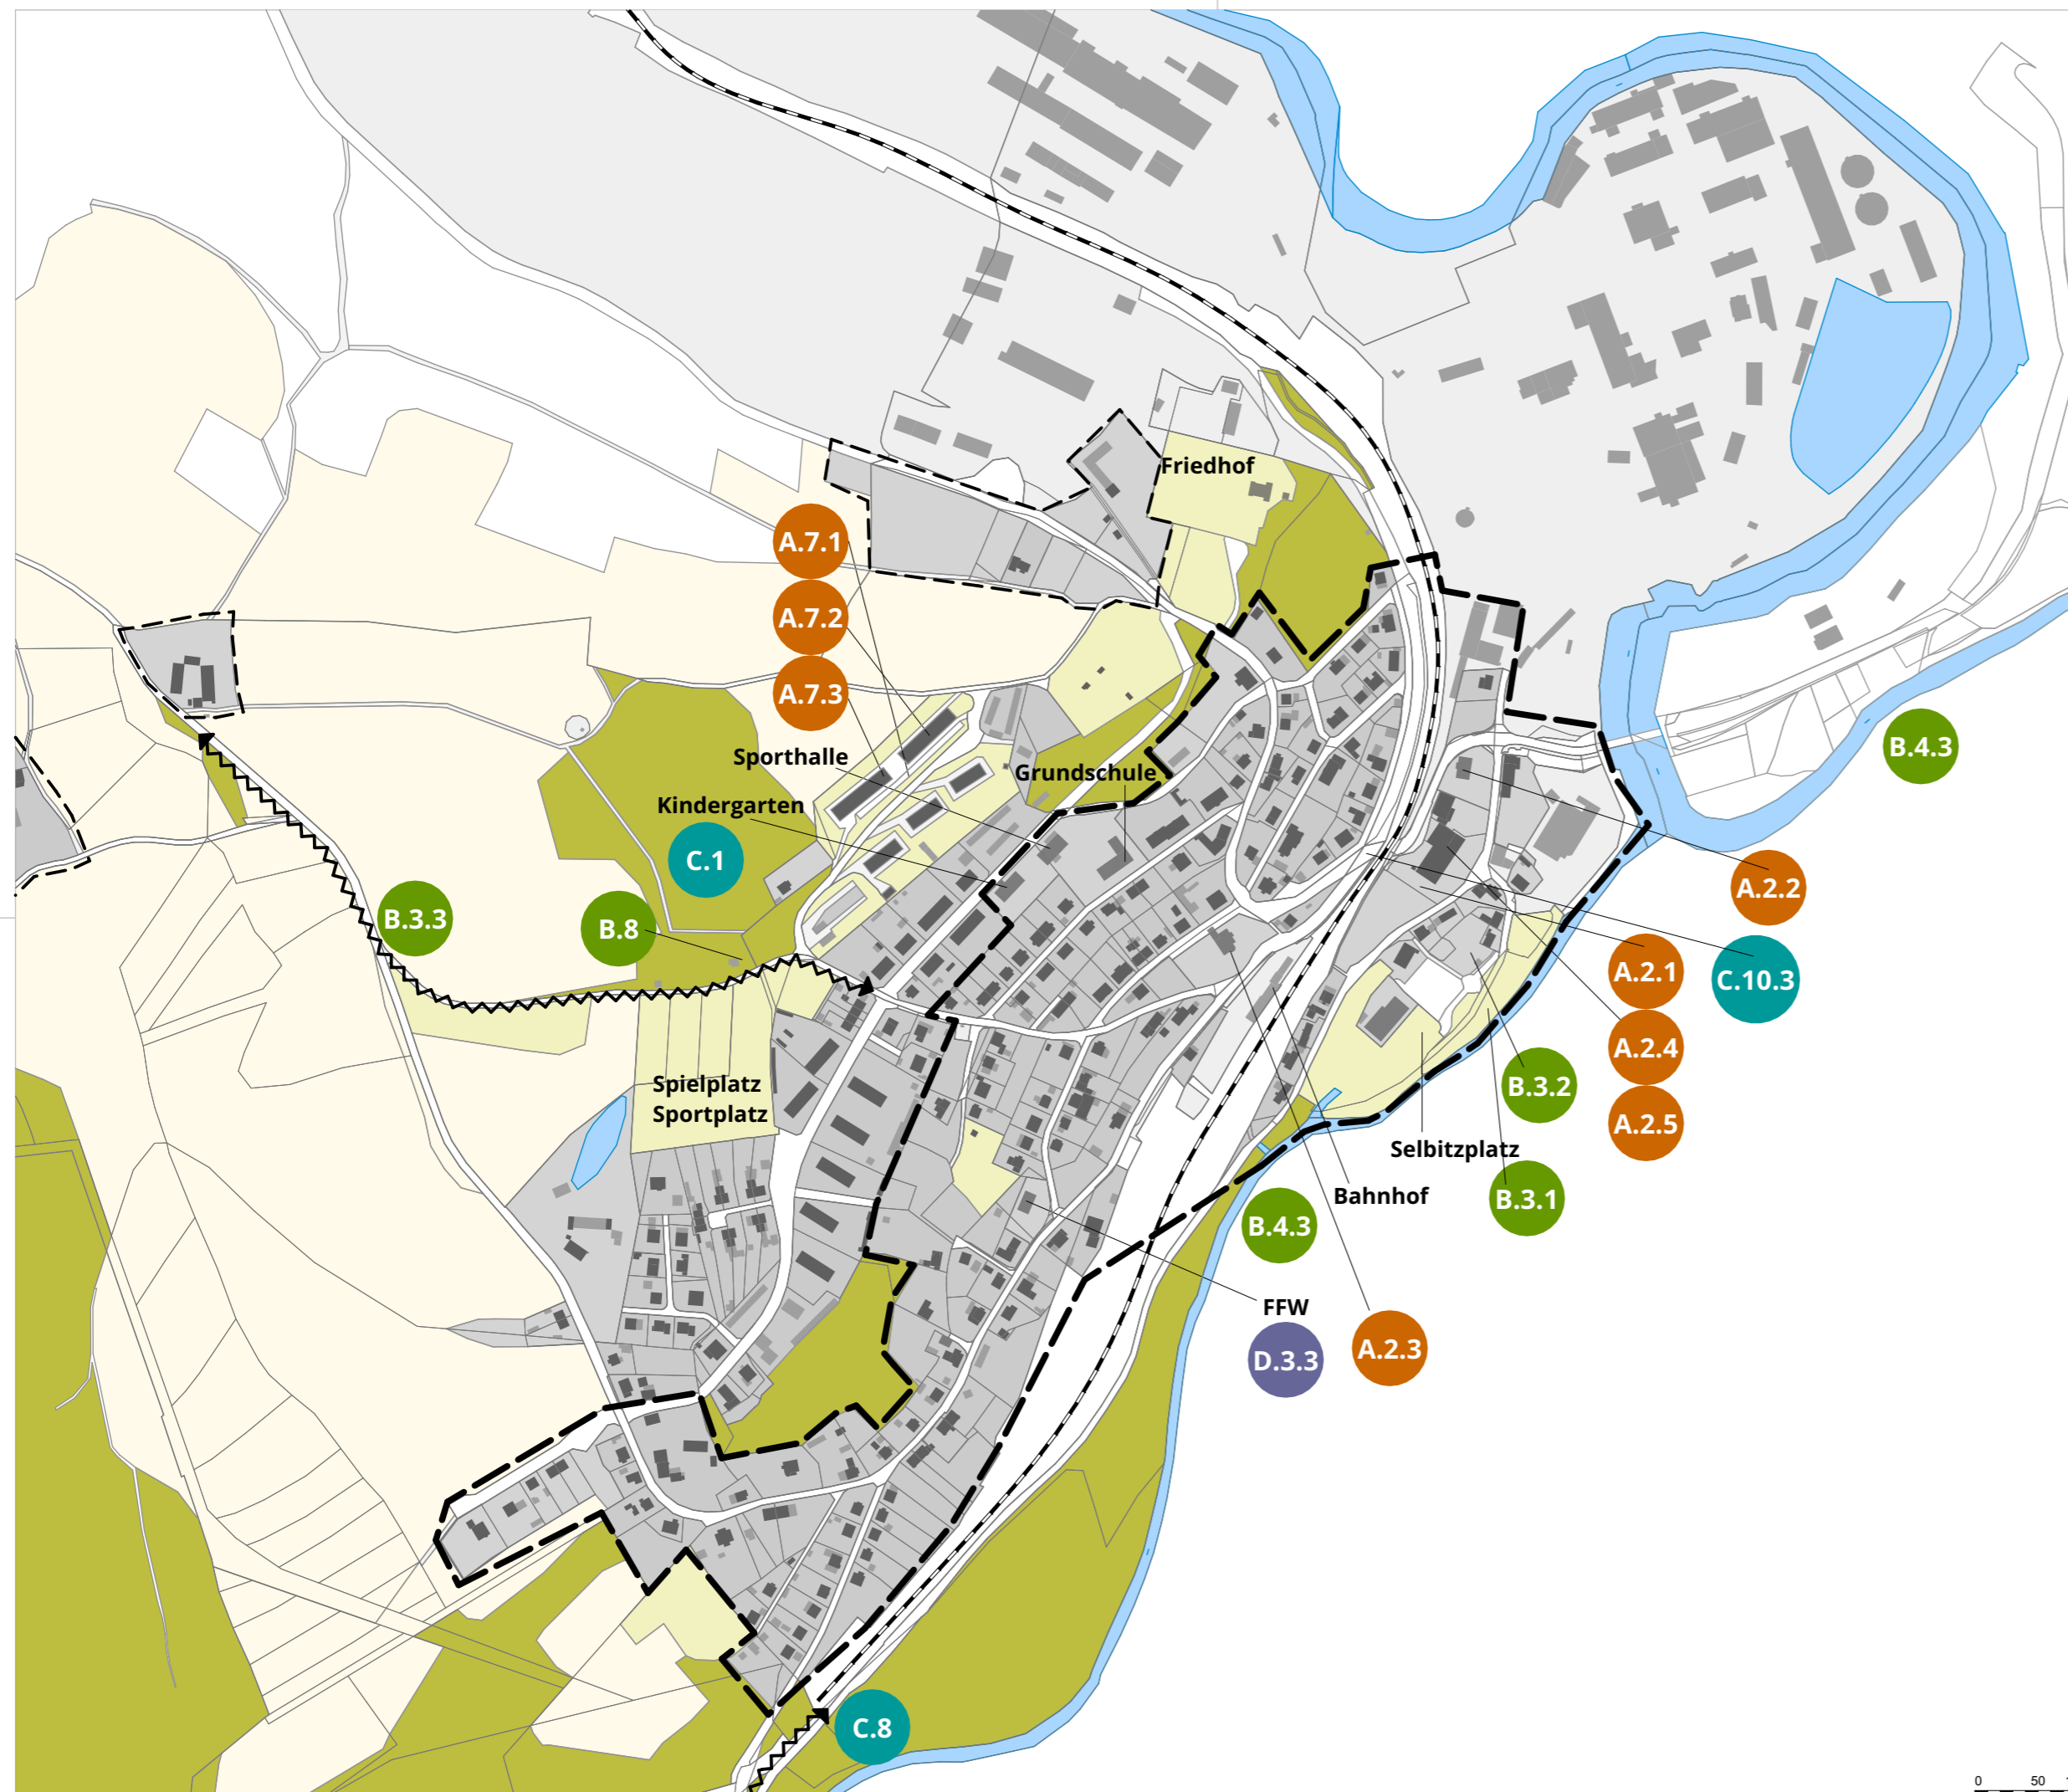 Friedhof
A.7.1
A.7.2
A.7.3
Sporthalle
B.4.3
Grundschule
Kindergarten
C.1
A.2.2
B.3.3
B.8
A.2.1
C.10.3
A.2.4
Spielplatz
Sportplatz
B.3.2
A.2.5
Selbitzplatz
Bahnhof
B.3.1
B.4.3
FFW
D.3.3
A.2.3
C.8
0 50